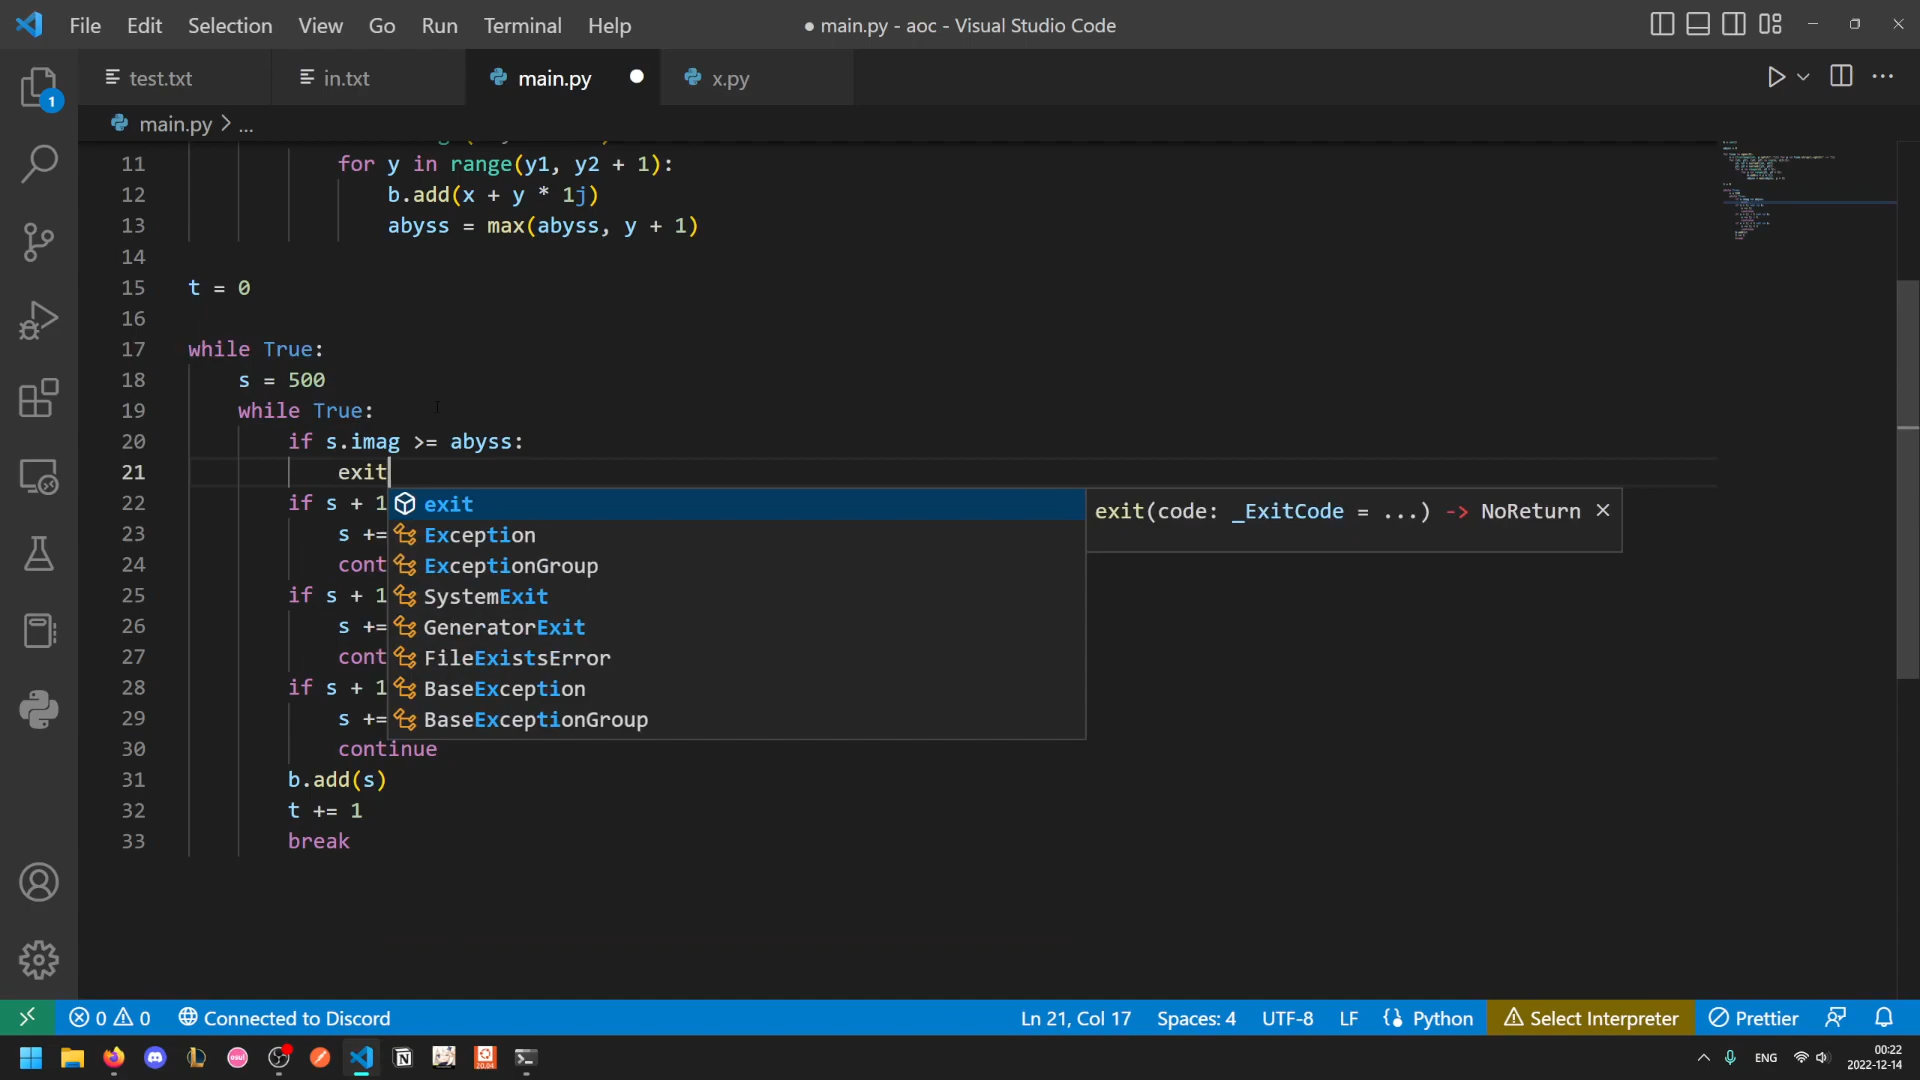 File Edit Selection View Go Run Terminal Help
● main.py - aoc - Visual Studio Code
test.txt in.txt main.py x.py
1
main.py > ...
11 for y in range(y1, y2 + 1):
12 b.add(x + y * 1j)
13 abyss = max(abyss, y + 1)
14
15 t = 0
16
17 while True:
18 s = 500
19 while True:
20 if s.imag >= abyss:
21 exit
22 if s + 1
23 s +=
24 cont
25 if s + 1
26 s +=
27 cont
28 if s + 1
29 s +=
30 continue
31 b.add(s)
32 t += 1
33 break
exit
Exception
ExceptionGroup
SystemExit
GeneratorExit
FileExistsError
BaseException
BaseExceptionGroup
exit(code: _ExitCode = ...) -> NoReturn
0 0 Connected to Discord Ln 21, Col 17 Spaces: 4 UTF-8 LF Python Select Interpreter Prettier
osu! 20.04 ENG 00:22
2022-12-14